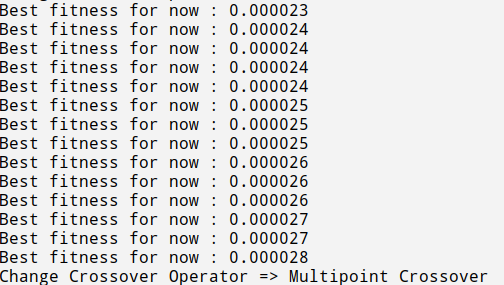 Best fitness for now : 0.000023
Best fitness for now : 0.000024
Best fitness for now : 0.000024
Best fitness for now : 0.000024
Best fitness for now : 0.000024
Best fitness for now : 0.000025
Best fitness for now : 0.000025
Best fitness for now : 0.000025
Best fitness for now : 0.000026
Best fitness for now : 0.000026
Best fitness for now : 0.000026
Best fitness for now : 0.000027
Best fitness for now : 0.000027
Best fitness for now : 0.000028
Change Crossover Operator => Multipoint Crossover